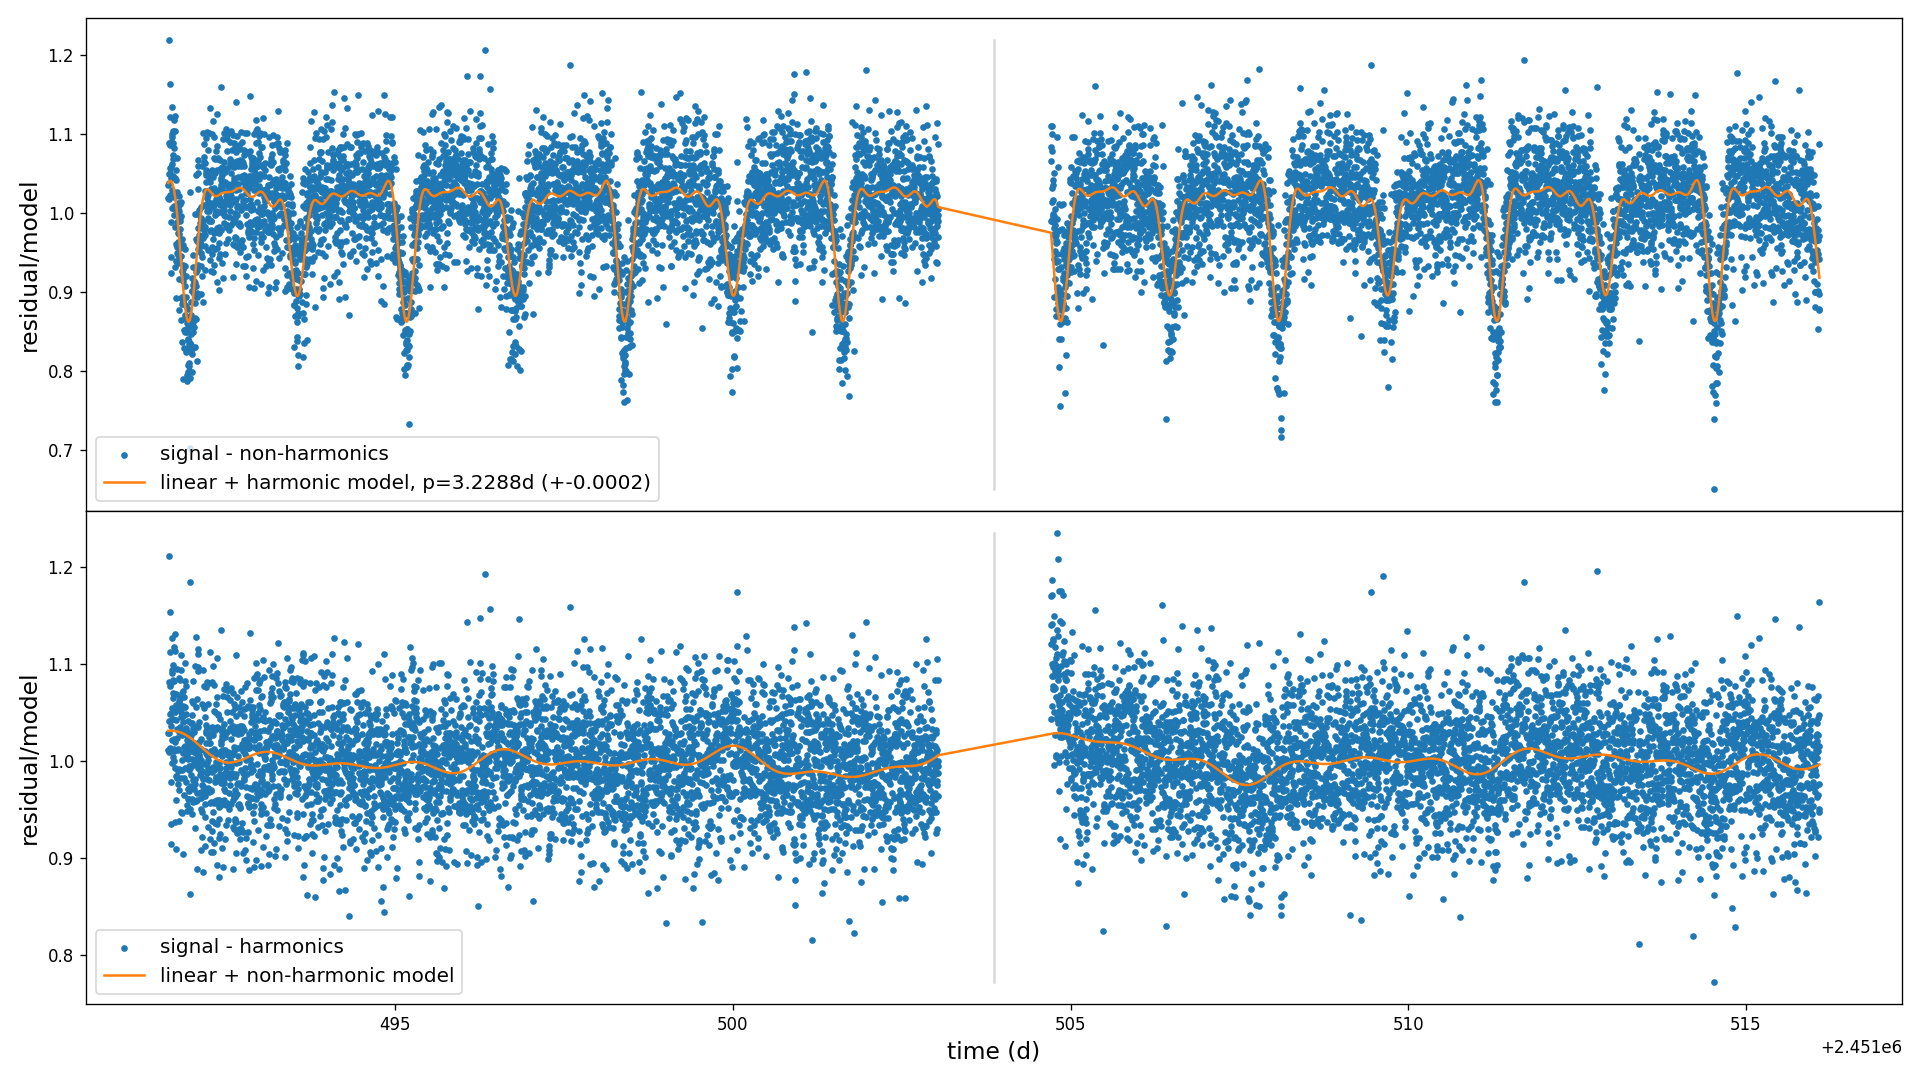 1.2
1.1
1.0
0.9
0.8
0.7
residual/model
signal - non-harmonics
linear + harmonic model, p=3.2288d (+-0.0002)
1.2
1.1
1.0
0.9
0.8
residual/model
signal - harmonics
linear + non-harmonic model
495 500 505 510 515
time (d)
+2.451e6